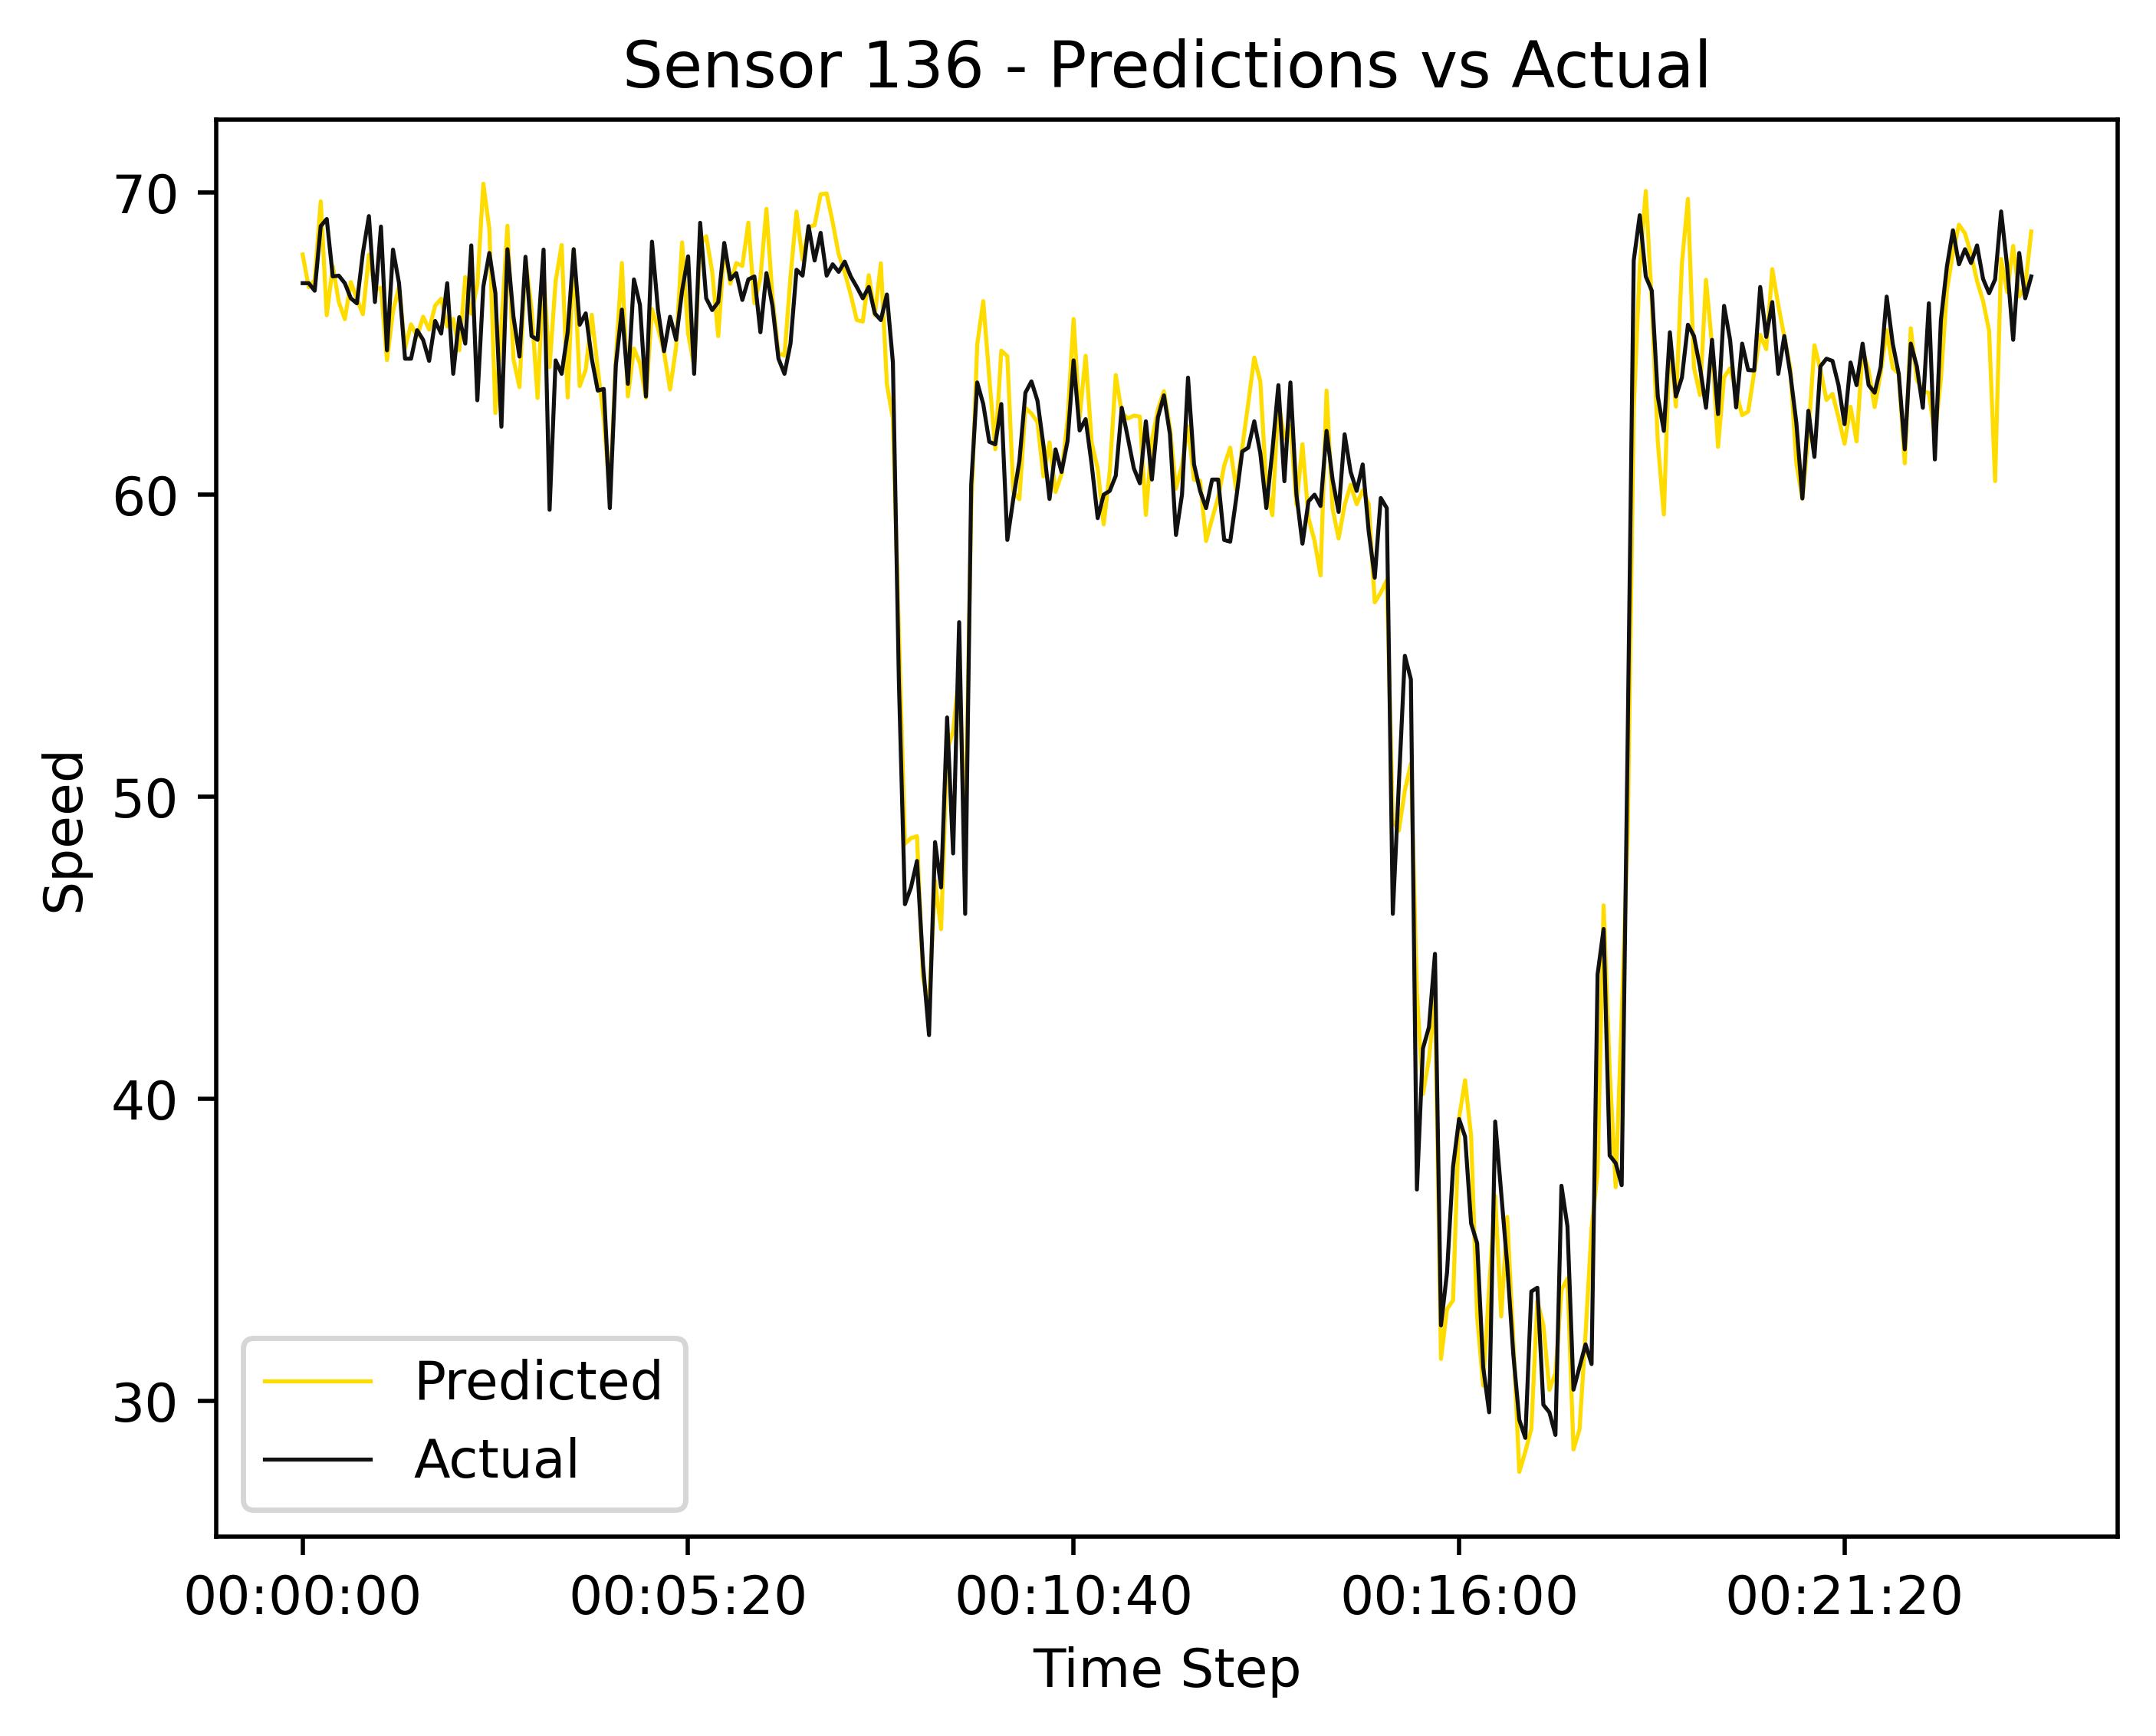 Sensor 136 - Predictions vs Actual
70
60
50
40
30
Speed
Predicted
Actual
00:00:00 00:05:20 00:10:40 00:16:00 00:21:20
Time Step